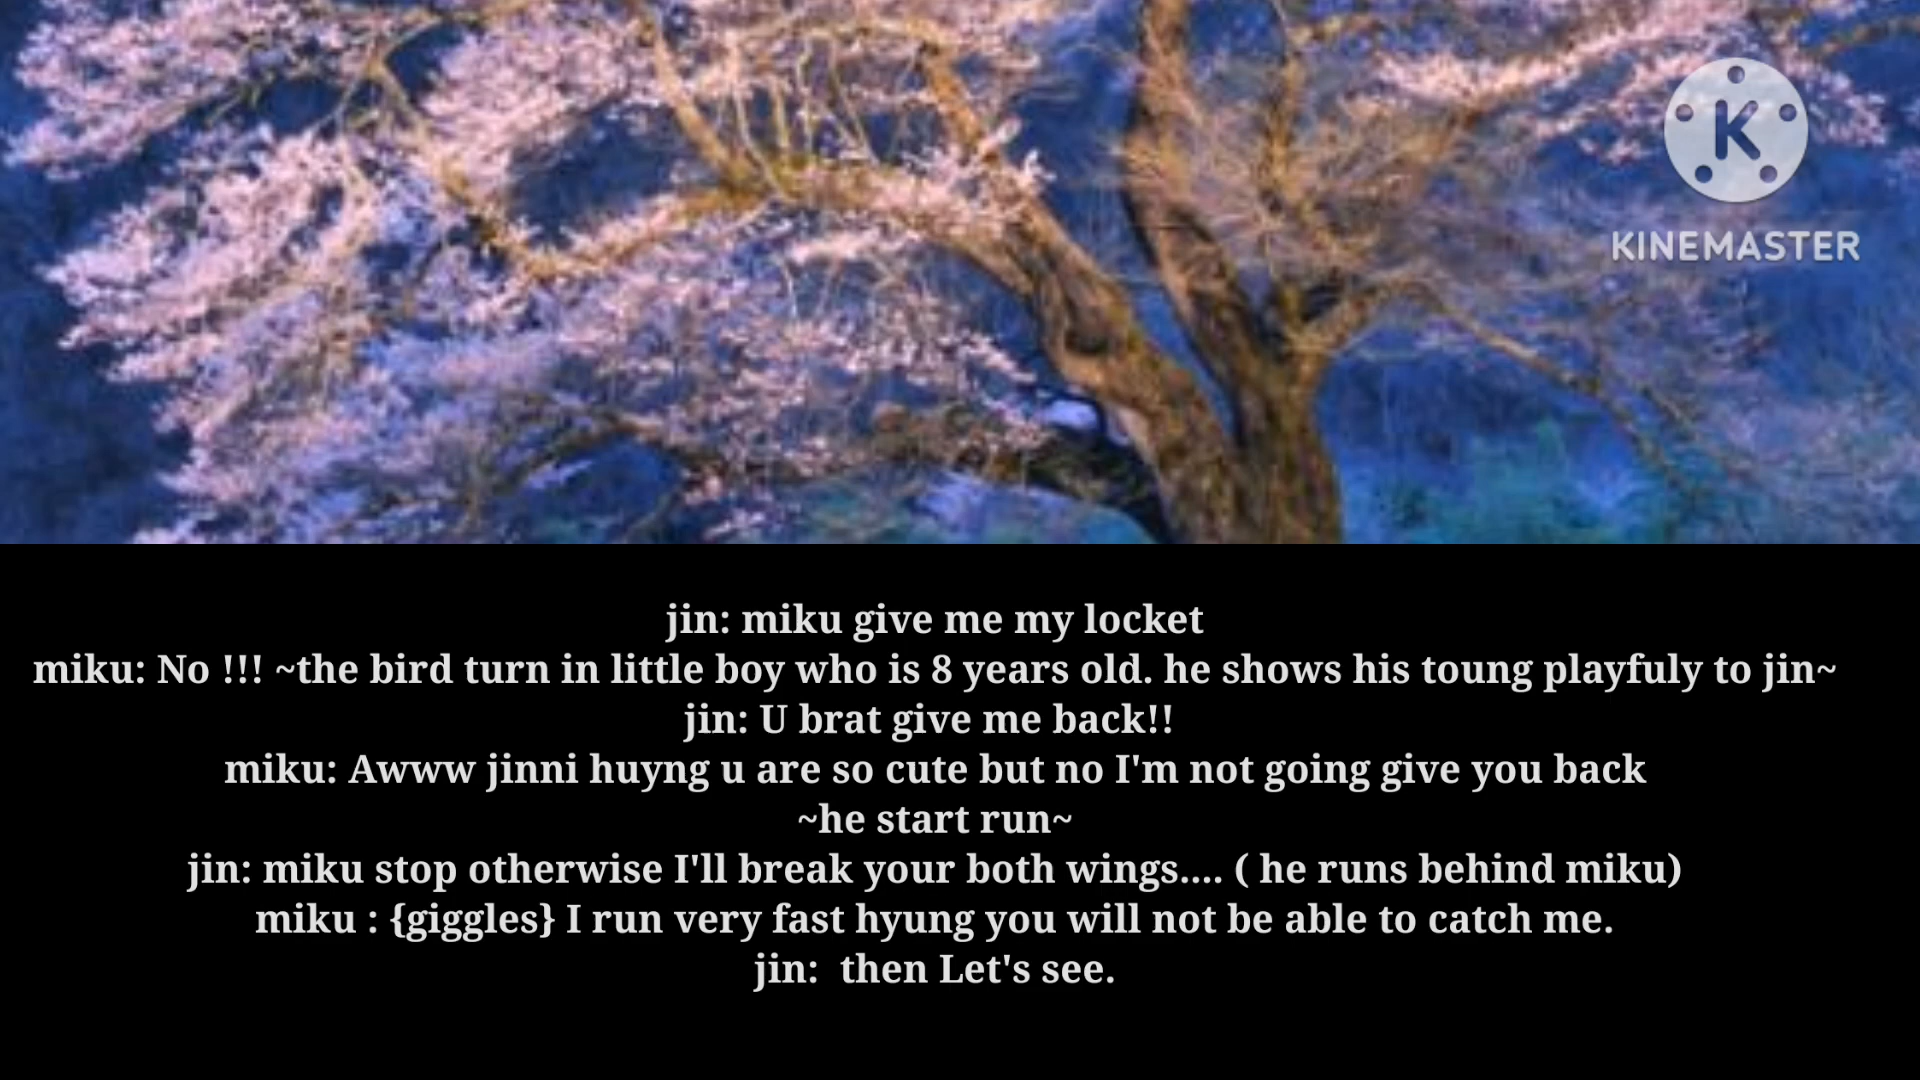 K
KINEMASTER
jin: miku give me my locket
miku: No !!! ~the bird turn in little boy who is 8 years old. he shows his toung playfuly to jin~
jin: U brat give me back!!
miku: Awww jinni huyng u are so cute but no I'm not going give you back
~he start run~
jin: miku stop otherwise I'll break your both wings.... ( he runs behind miku)
miku : {giggles} I run very fast hyung you will not be able to catch me.
jin:  then Let's see.